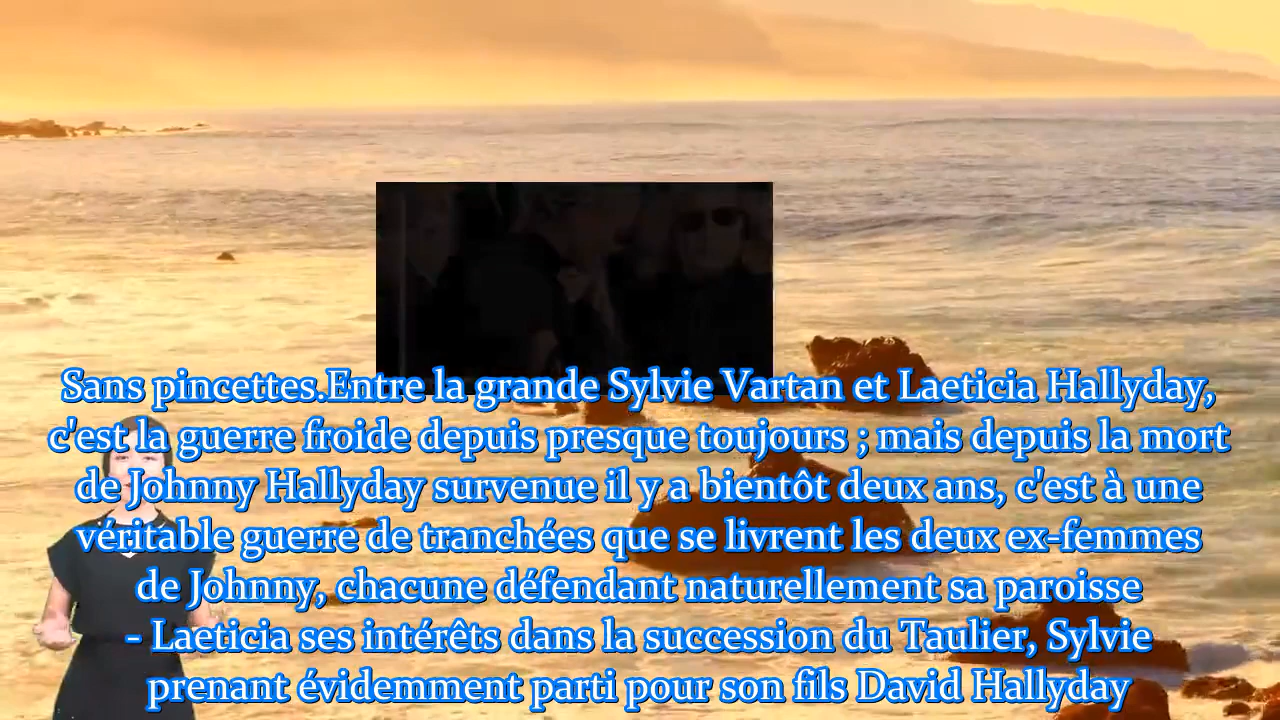 Sans pincettes.Entre la grande Sylvie Vartan et Laeticia Hallyday,
c'est la guerre froide depuis presque toujours ; mais depuis la mort
de Johnny Hallyday survenue il y a bientôt deux ans, c'est à une
véritable guerre de tranchées que se livrent les deux ex-femmes
de Johnny, chacune défendant naturellement sa paroisse
- Laeticia ses intérêts dans la succession du Taulier, Sylvie
prenant évidemment parti pour son fils David Hallyday